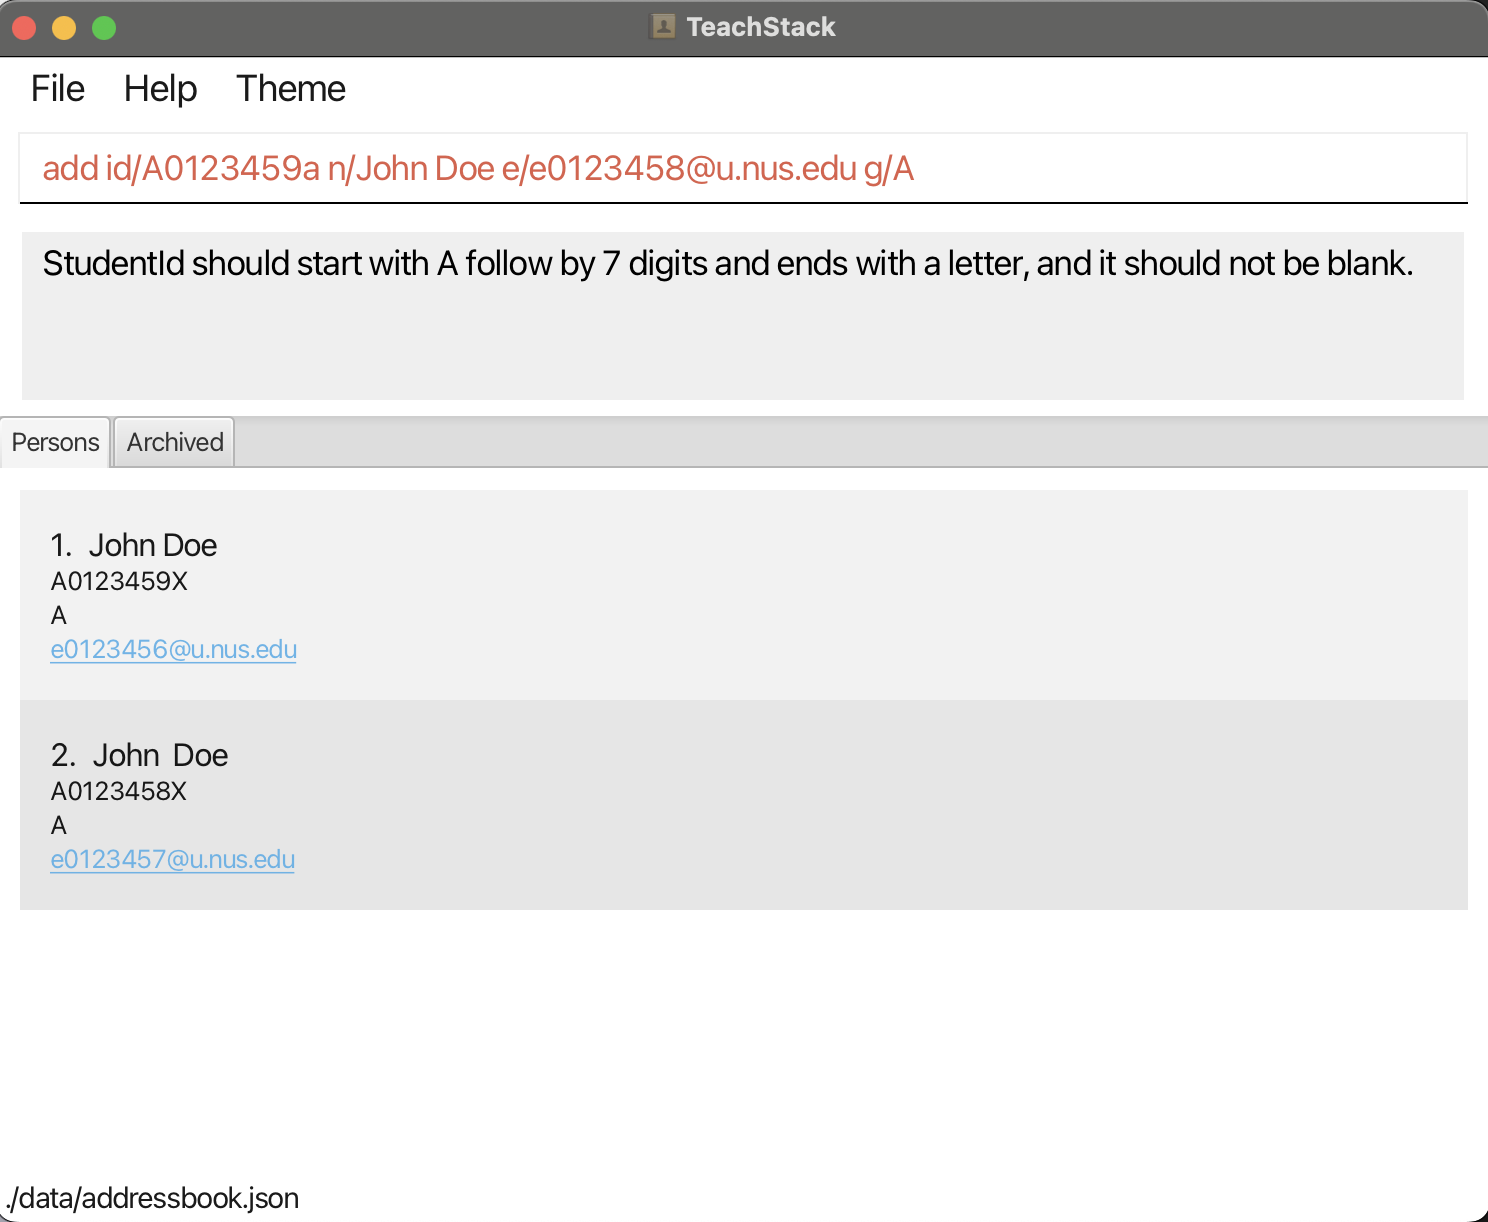 TeachStack
File Help Theme
add id/A0123459a n/John Doe e/e0123458@u.nus.edu g/A
StudentId should start with A follow by 7 digits and ends with a letter, and it should not be blank.
Persons Archived
1. John Doe
A0123459X
A
e0123456@u.nus.edu
2. John  Doe
A0123458X
A
e0123457@u.nus.edu
./data/addressbook.json